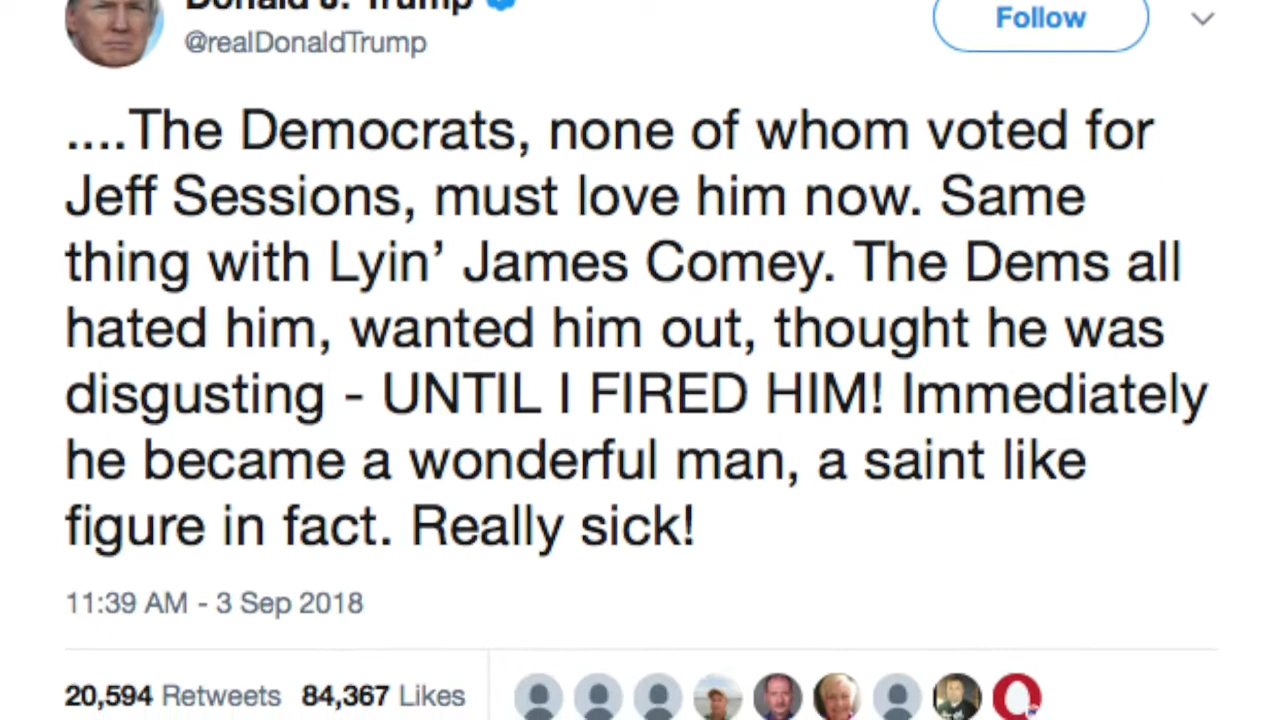 Donald J. Trump
@realDonaldTrump
Follow
....The Democrats, none of whom voted for
Jeff Sessions, must love him now. Same
thing with Lyin’ James Comey. The Dems all
hated him, wanted him out, thought he was
disgusting - UNTIL I FIRED HIM! Immediately
he became a wonderful man, a saint like
figure in fact. Really sick!
11:39 AM - 3 Sep 2018
20,594 Retweets 84,367 Likes